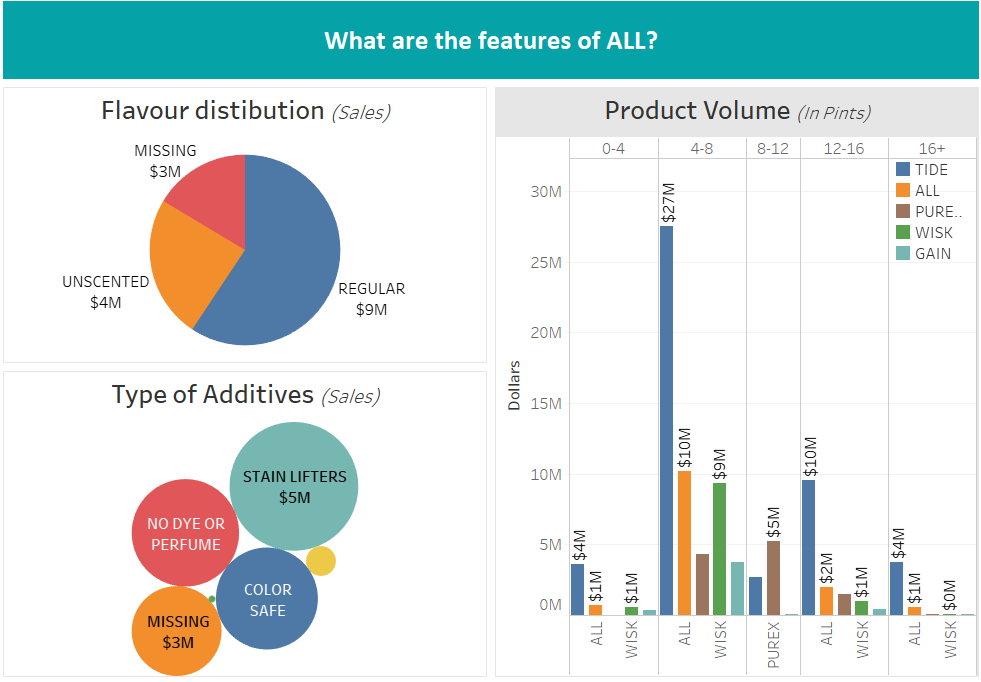 What are the features of ALL?
Flavour distibution (Sales)
MISSING
$3M
UNSCENTED
$4M
REGULAR
$9M
Type of Additives (Sales)
STAIN LIFTERS
$5M
NO DYE OR
PERFUME
COLOR
SAFE
MISSING
$3M
Product Volume (In Pints)
0-4 4-8 8-12 12-16 16+
TIDE
ALL
PURE..
WISK
GAIN
Dollars
30M
25M
20M
15M
10M
5M
0M
$4M
$1M
$1M
$27M
$10M
$9M
$5M
$10M
$2M
$1M
$4M
$1M
$0M
ALL
WISK
ALL
WISK
PUREX
ALL
WISK
ALL
WISK